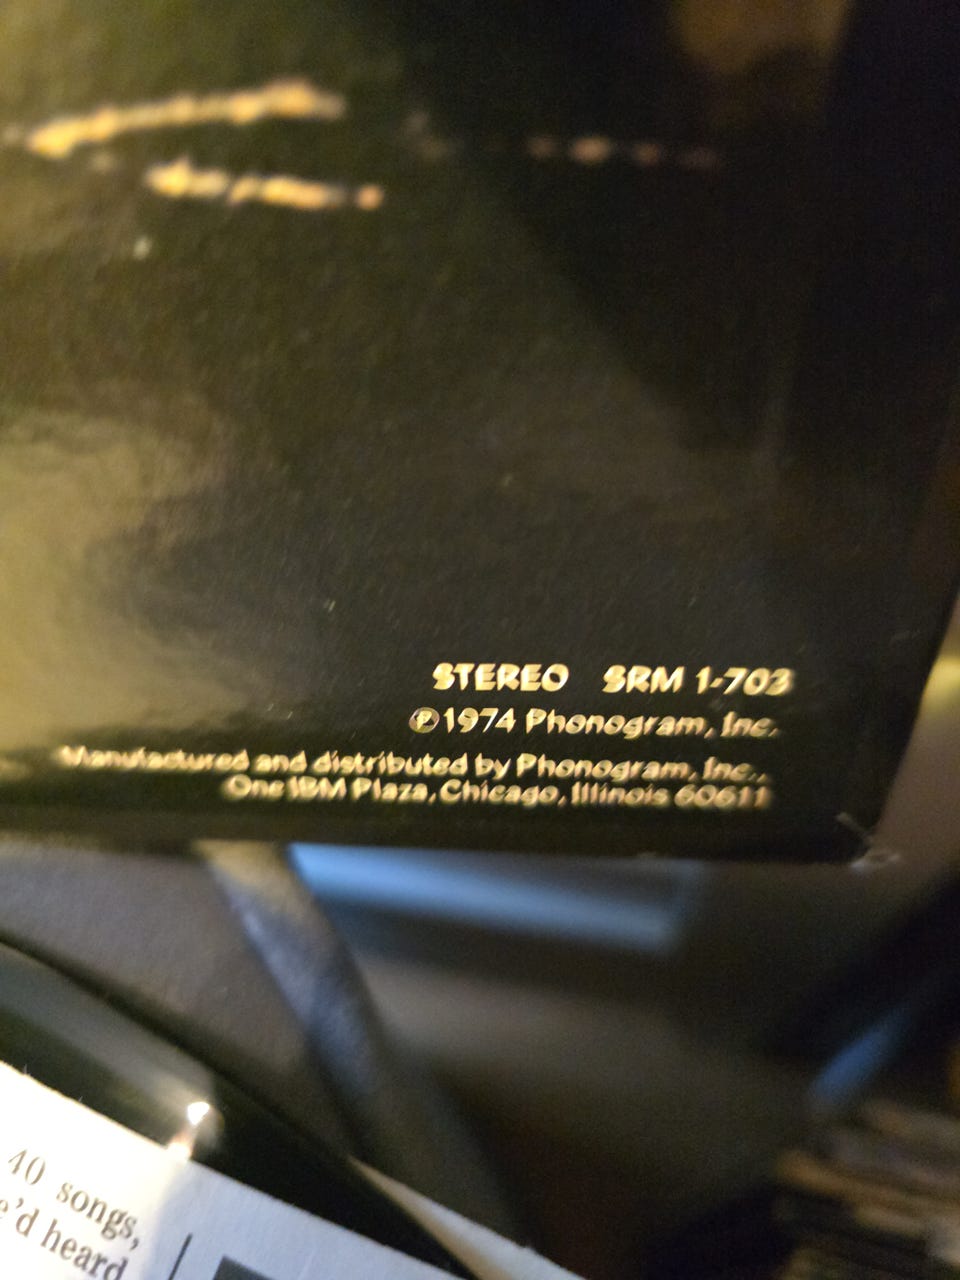 STEREO SRM 1-703
Ⓟ1974 Phonogram, Inc.
Manufactured and distributed by Phonogram, Inc.,
One IBM Plaza, Chicago, Illinois 60611
40 songs,
e'd heard